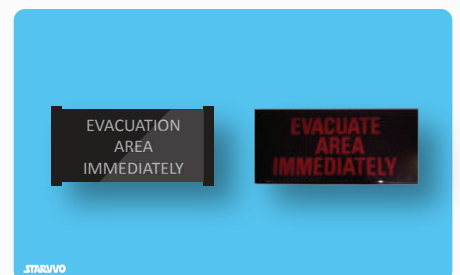 EVACUATION
AREA
IMMEDIATELY
EVACUATE
AREA
IMMEDIATELY
STARVVO